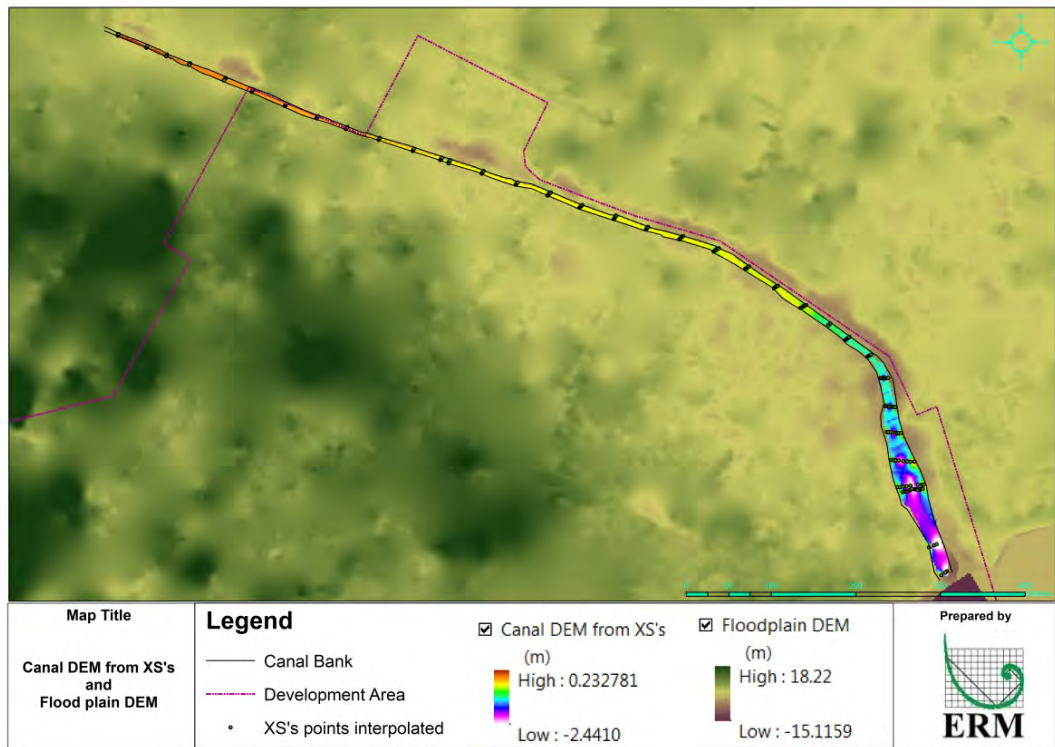 Map Title
Canal DEM from XS's
and
Flood plain DEM
Legend
Canal Bank
Development Area
XS's points interpolated
Canal DEM from XS's
(m)
High : 0.232781
Low : -2.4410
Floodplain DEM
(m)
High : 18.22
Low : -15.1159
Prepared by
ERM